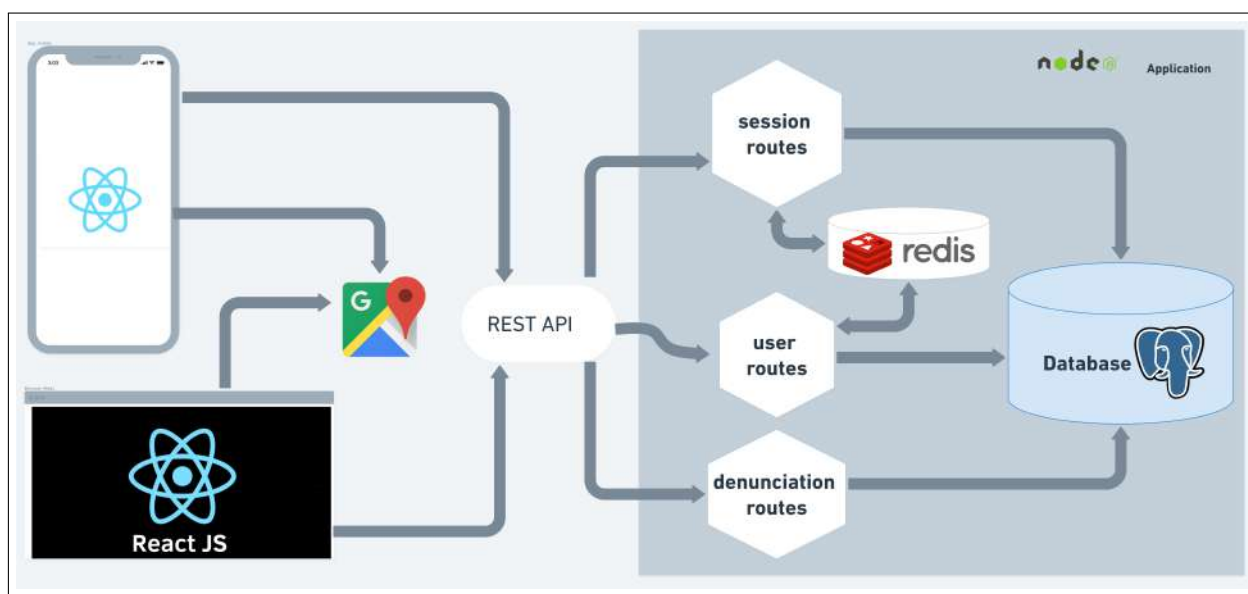 node
Application
session
routes
redis
G
REST API
user
routes
Database
denunciation
routes
React JS